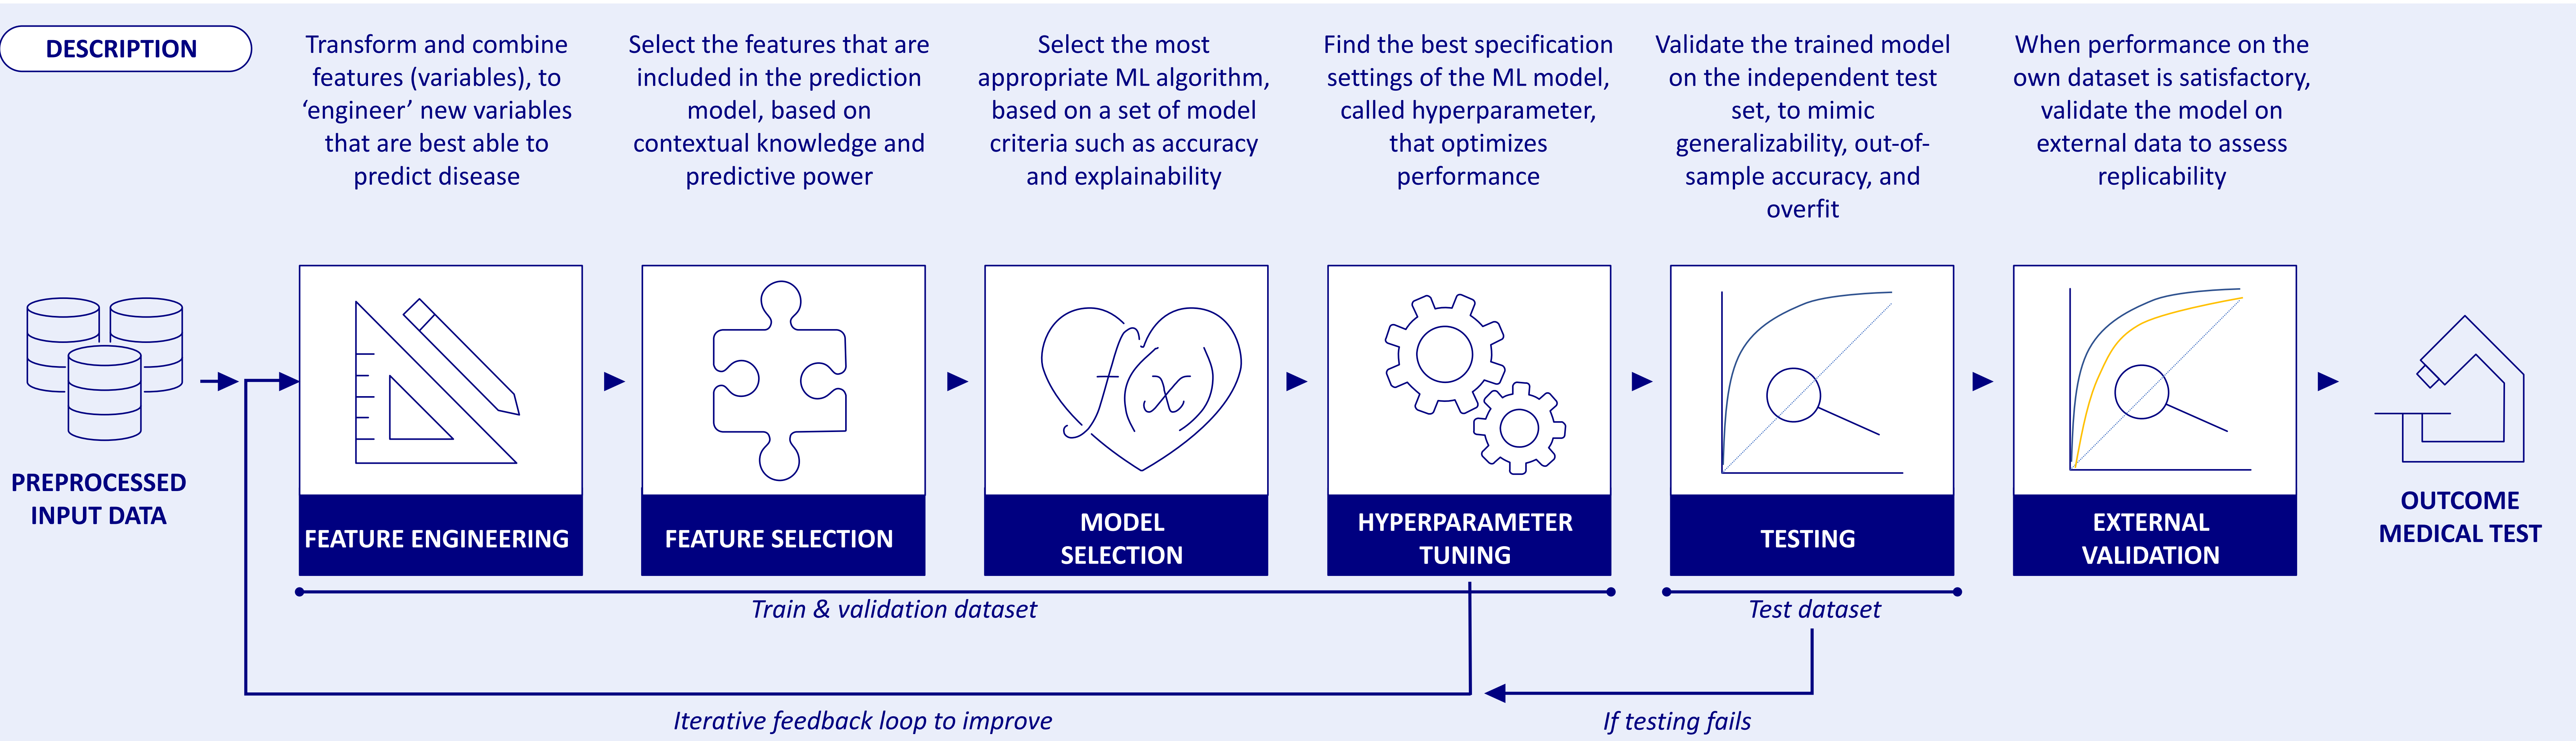 DESCRIPTION
Transform and combine
features (variables), to
‘engineer’ new variables
that are best able to
predict disease
Select the features that are
included in the prediction
model, based on
contextual knowledge and
predictive power
Select the most
appropriate ML algorithm,
based on a set of model
criteria such as accuracy
and explainability
Find the best specification
settings of the ML model,
called hyperparameter,
that optimizes
performance
Validate the trained model
on the independent test
set, to mimic
generalizability, out-of-
sample accuracy, and
overfit
When performance on the
own dataset is satisfactory,
validate the model on
external data to assess
replicability
PREPROCESSED
INPUT DATA
FEATURE ENGINEERING
FEATURE SELECTION
f(x)
MODEL
SELECTION
HYPERPARAMETER
TUNING
TESTING
EXTERNAL
VALIDATION
OUTCOME
MEDICAL TEST
Train & validation dataset
Test dataset
Iterative feedback loop to improve
If testing fails